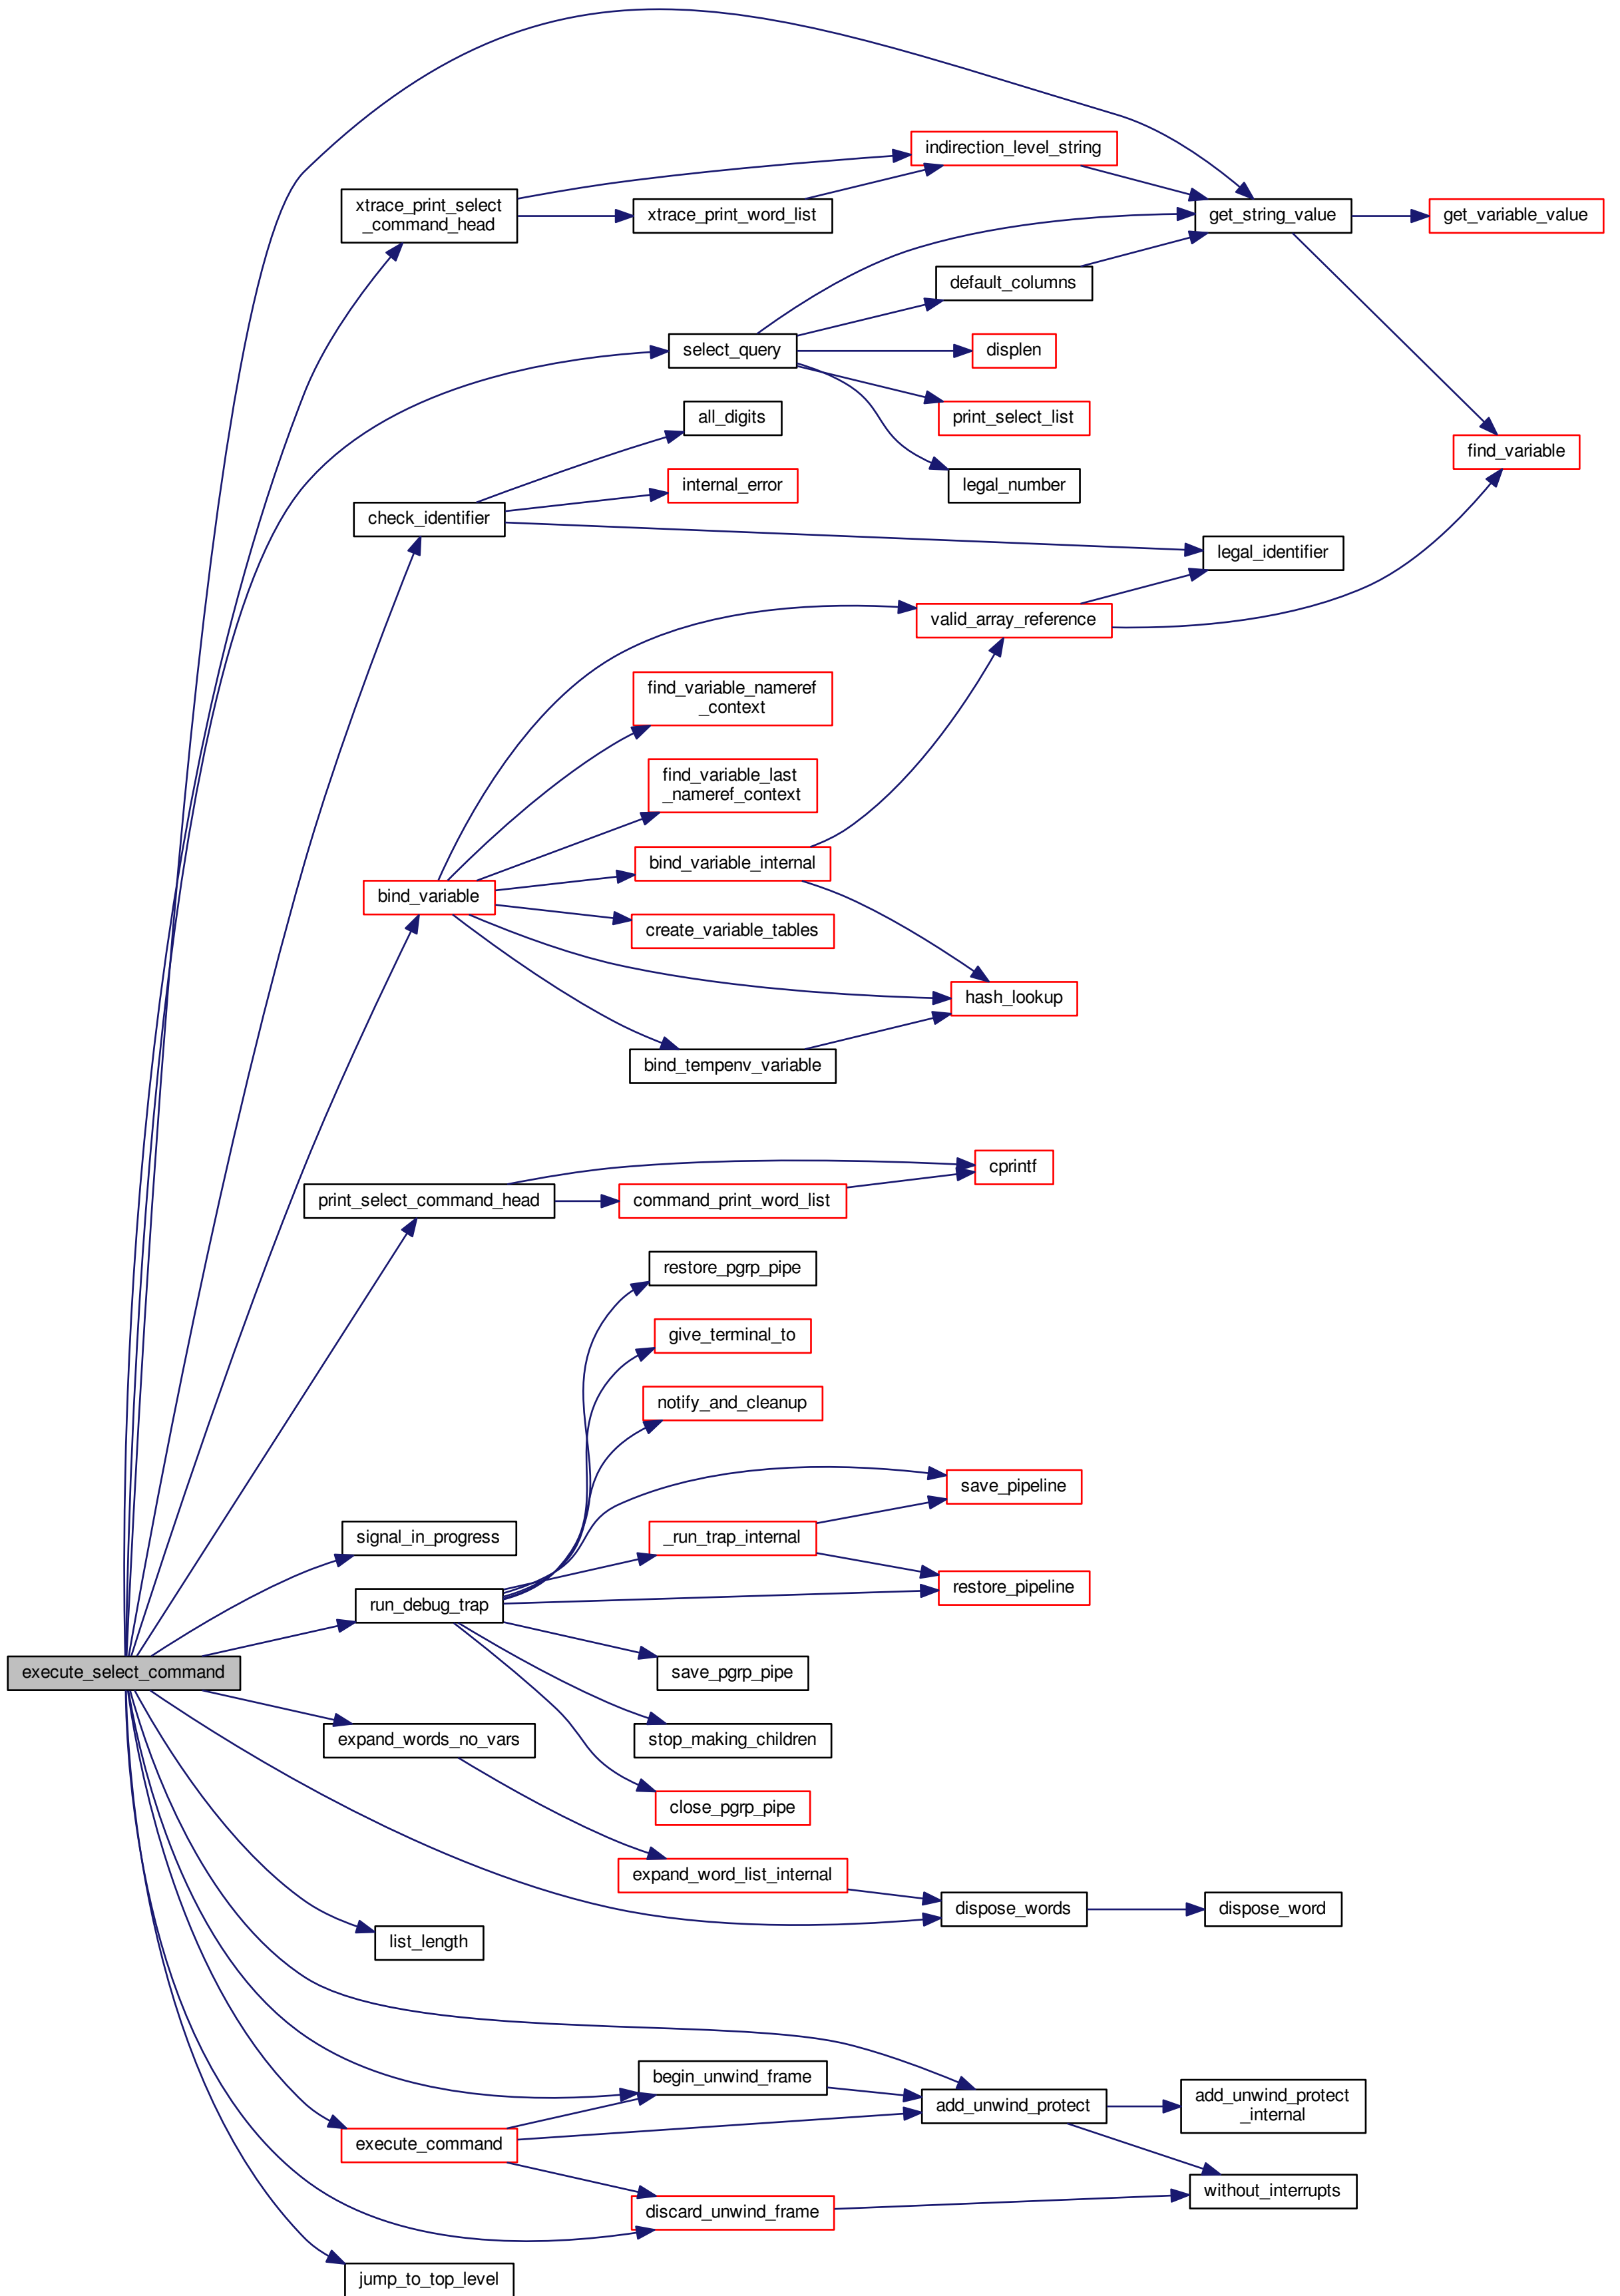 indirection_level_string
xtrace_print_select
_command_head
xtrace_print_word_list
get_string_value
get_variable_value
default_columns
select_query
displen
all_digits
print_select_list
find_variable
internal_error
legal_number
check_identifier
legal_identifier
valid_array_reference
find_variable_nameref
_context
find_variable_last
_nameref_context
bind_variable_internal
bind_variable
create_variable_tables
hash_lookup
bind_tempenv_variable
cprintf
print_select_command_head
command_print_word_list
restore_pgrp_pipe
give_terminal_to
notify_and_cleanup
save_pipeline
signal_in_progress
_run_trap_internal
restore_pipeline
run_debug_trap
execute_select_command
save_pgrp_pipe
expand_words_no_vars
stop_making_children
close_pgrp_pipe
expand_word_list_internal
dispose_words
dispose_word
list_length
begin_unwind_frame
add_unwind_protect
add_unwind_protect
_internal
execute_command
without_interrupts
discard_unwind_frame
jump_to_top_level